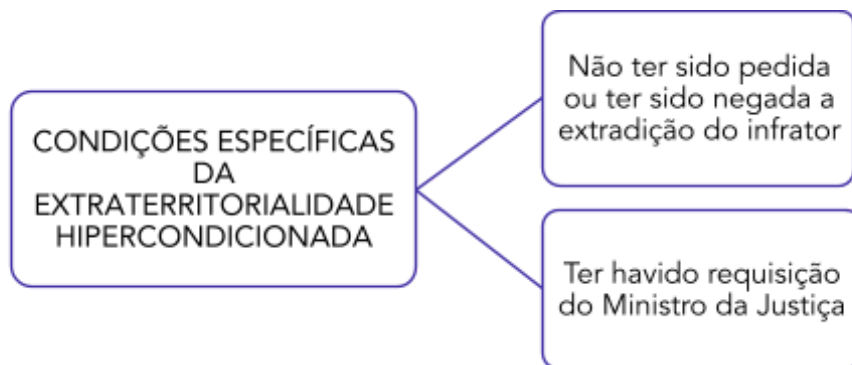 CONDIÇÕES ESPECÍFICAS
DA
EXTRATERRITORIALIDADE
HIPERCONDICIONADA
Não ter sido pedida
ou ter sido negada a
extradição do infrator
Ter havido requisição
do Ministro da Justiça